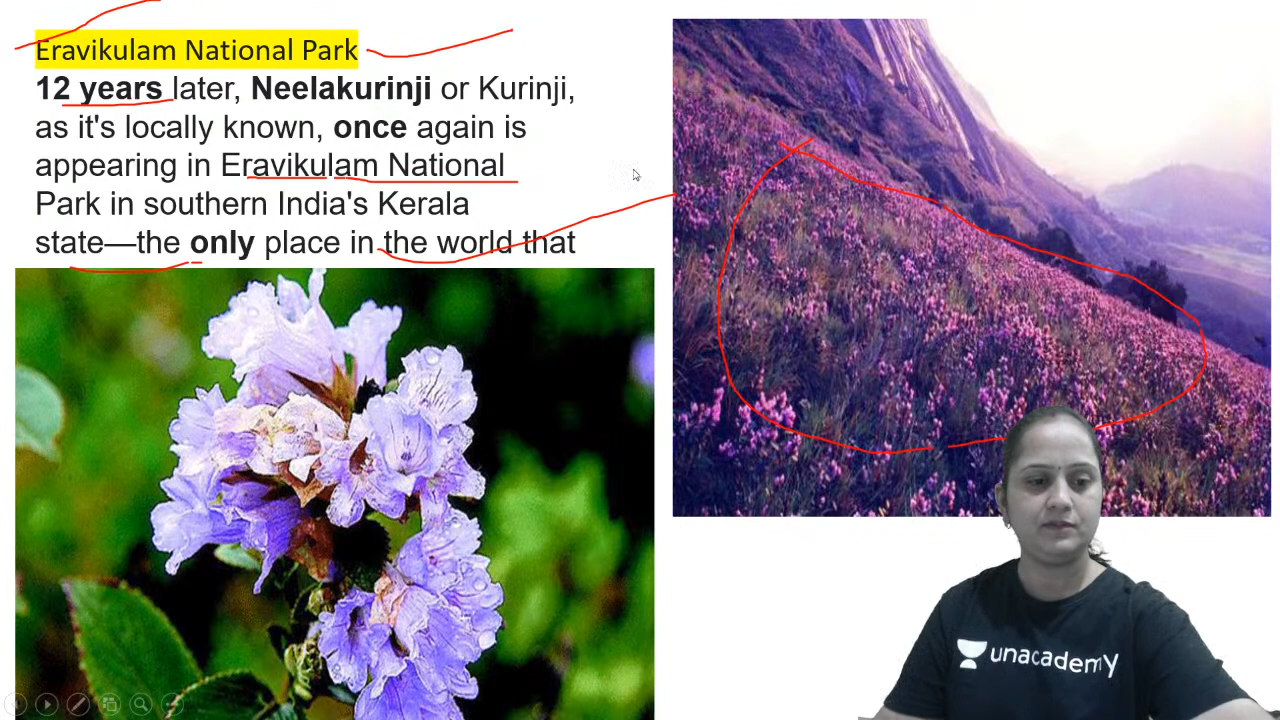 Eravikulam National Park
12 years later, Neelakurinji or Kurinji,
as it's locally known, once again is
appearing in Eravikulam National
Park in southern India's Kerala
state—the only place in the world that
unacademy